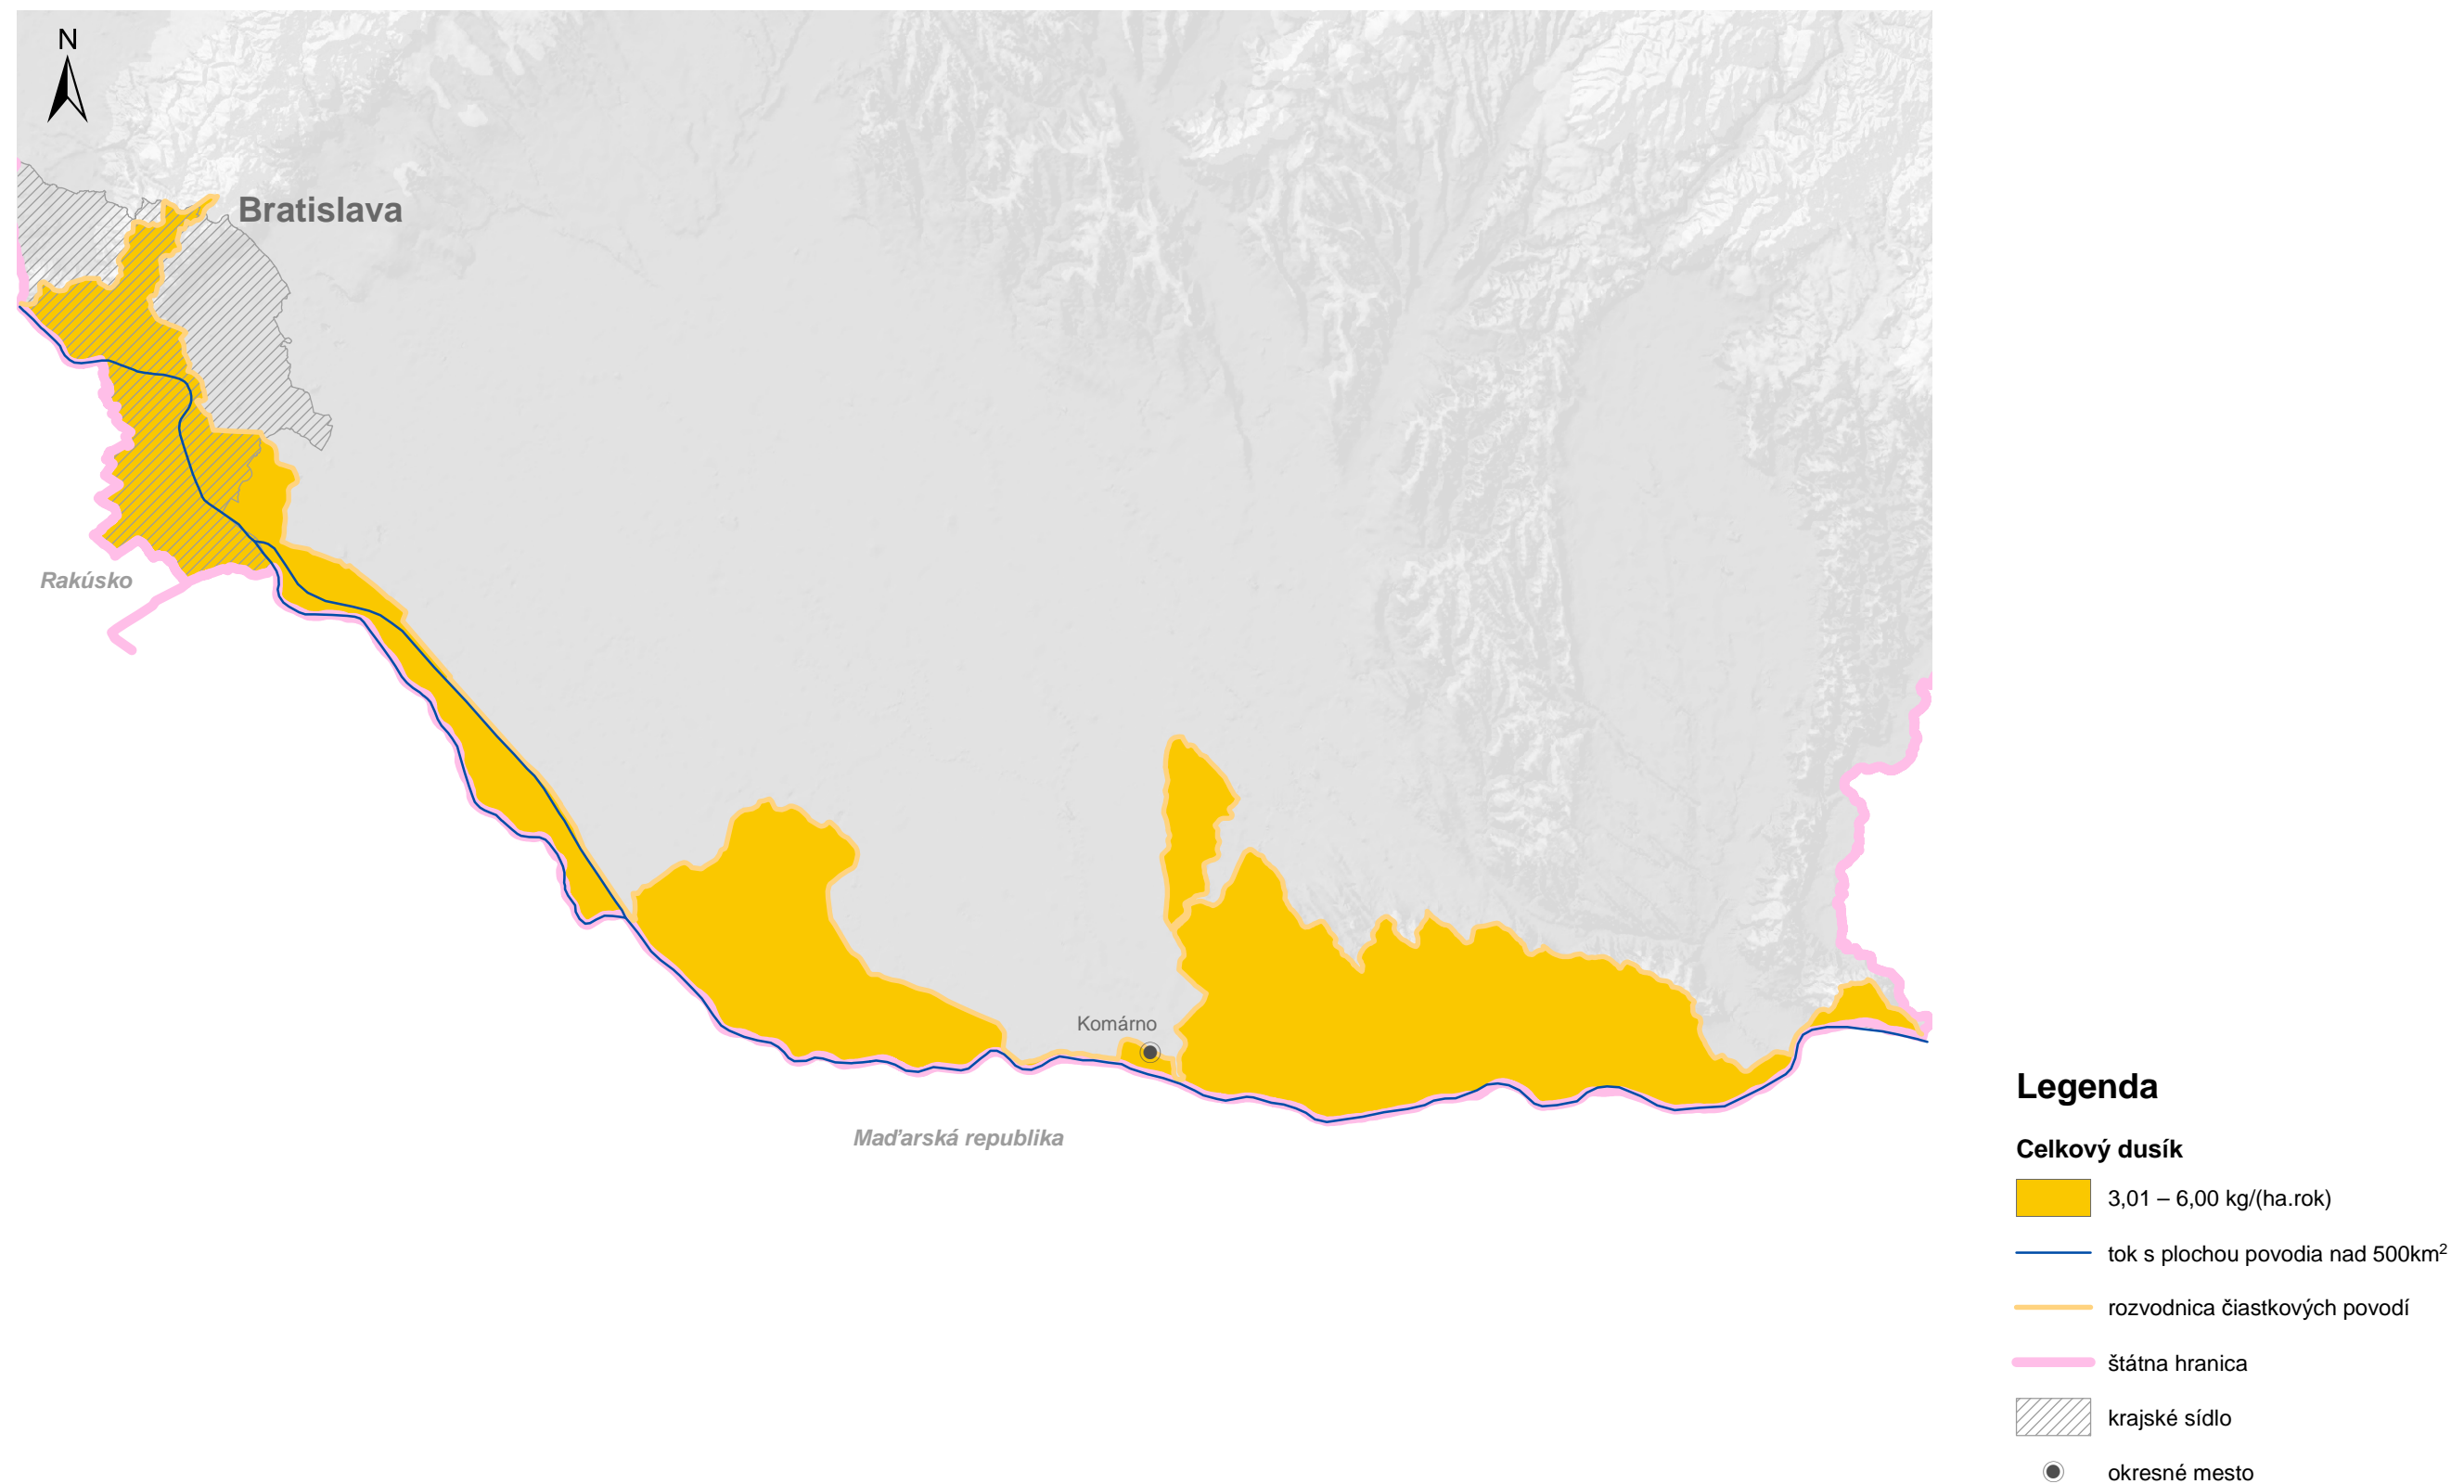 N
Bratislava
Rakúsko
Komárno
Maďarská republika
Legenda
Celkový dusík
3,01 – 6,00 kg/(ha.rok)
tok s plochou povodia nad 500km²
rozvodnica čiastkových povodí
štátna hranica
krajské sídlo
okresné mesto